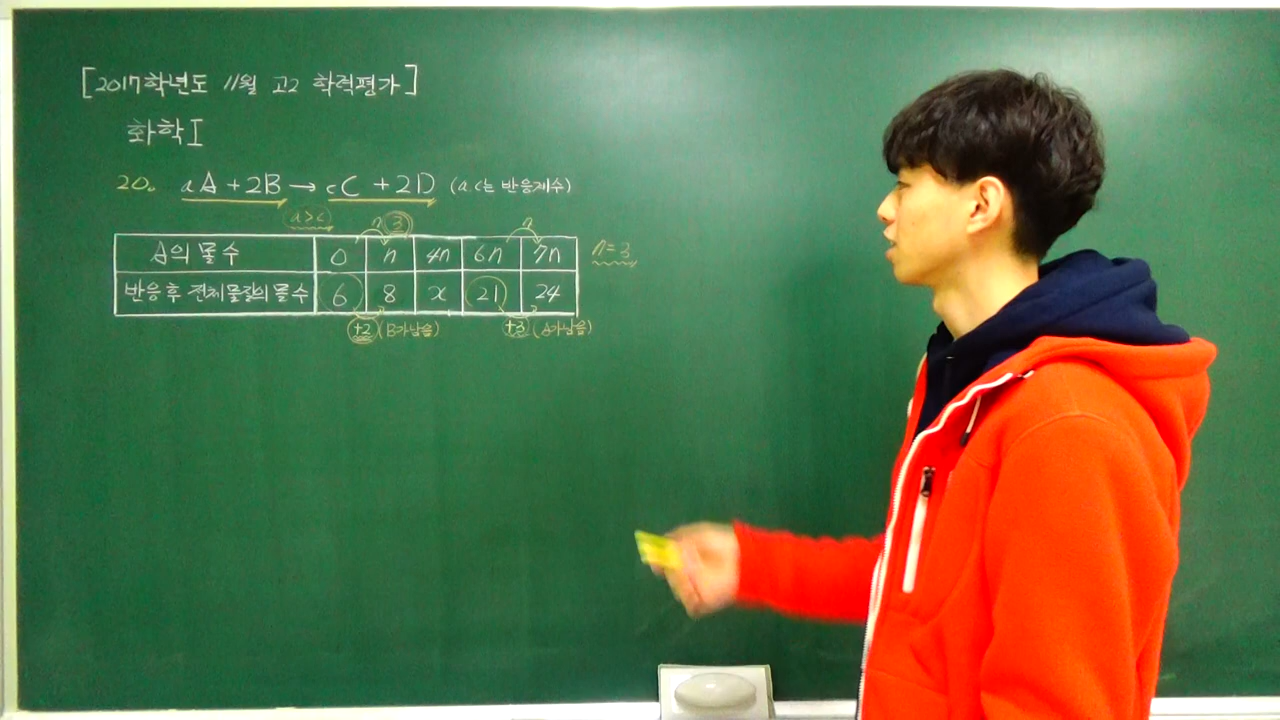 [2017학년도 11월 고2 학력평가]
화학 I
20. aA + 2B → cC + 2D (a, c는 반응계수)
a>c n 3 n
A의 몰수 0 n 4n 6n 7n n=3
반응 후 전체 물질의 몰수 6 8 x 21 24
+2 (B가 남음) +3 (A가 남음)